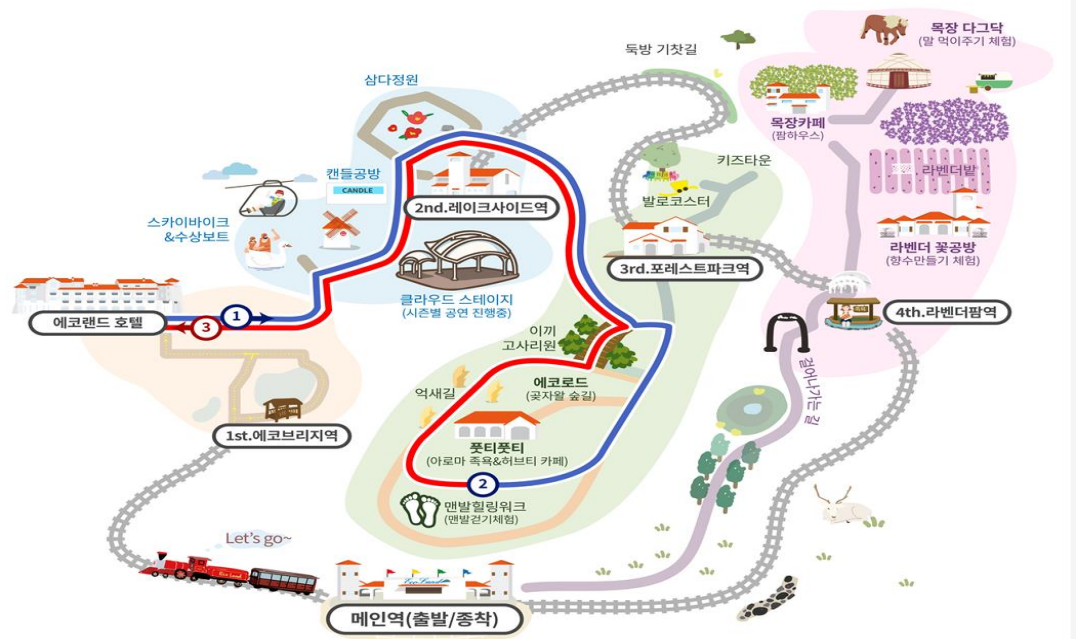 목장 다그닥
(말 먹이주기 체험)
둑방 기찻길
삼다정원
목장카페
(팜하우스)
키즈타운
캔들공방
CANDLE
라벤더밭
발로코스터
2nd.레이크사이드역
스카이바이크
&수상보트
라벤더 꽃공방
(향수만들기 체험)
3rd.포레스트파크역
클라우드 스테이지
(시즌별 공연 진행중)
에코랜드 호텔
1
3
4th.라벤더팜역
이끼
고사리원
걸어나가는 길
에코로드
(곶자왈 숲길)
억새길
1st.에코브리지역
풋티풋티
(아로마 족욕&허브티 카페)
2
맨발힐링워크
(맨발걷기체험)
Let's go~
Eco Land
Eco Land
메인역(출발/종착)